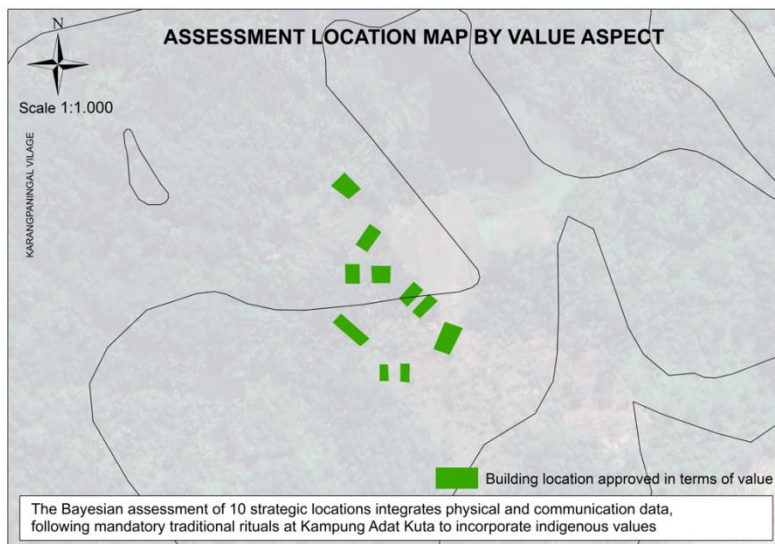 ASSESSMENT LOCATION MAP BY VALUE ASPECT
N
Scale 1:1.000
KARANGPANINGAL VILAGE
Building location approved in terms of value
The Bayesian assessment of 10 strategic locations integrates physical and communication data,
following mandatory traditional rituals at Kampung Adat Kuta to incorporate indigenous values